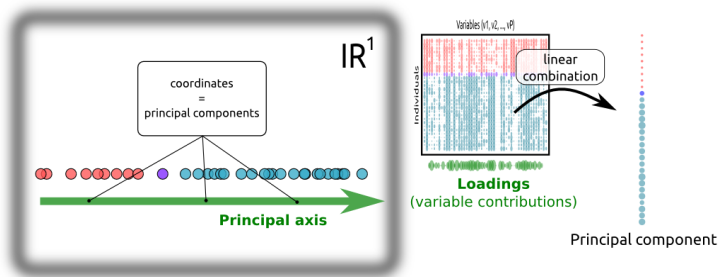 IR¹
coordinates
=
principal components
Principal axis
Variables (v1, v2, ..., vP)
Individuals
linear
combination
Loadings
(variable contributions)
Principal component